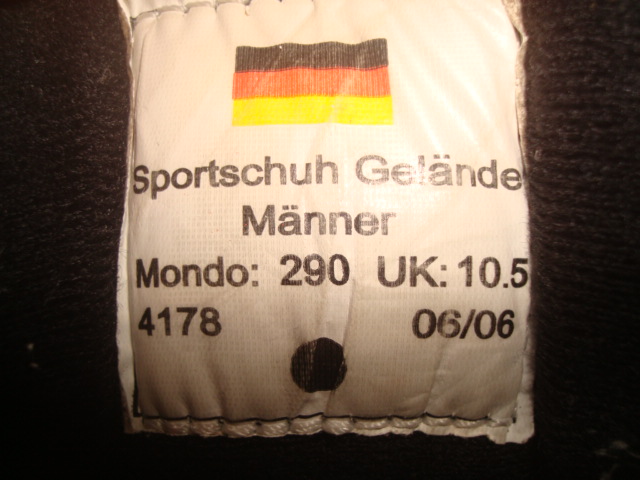 Sportschuh Gelände
Männer
Mondo: 290 UK: 10.5
4178 06/06